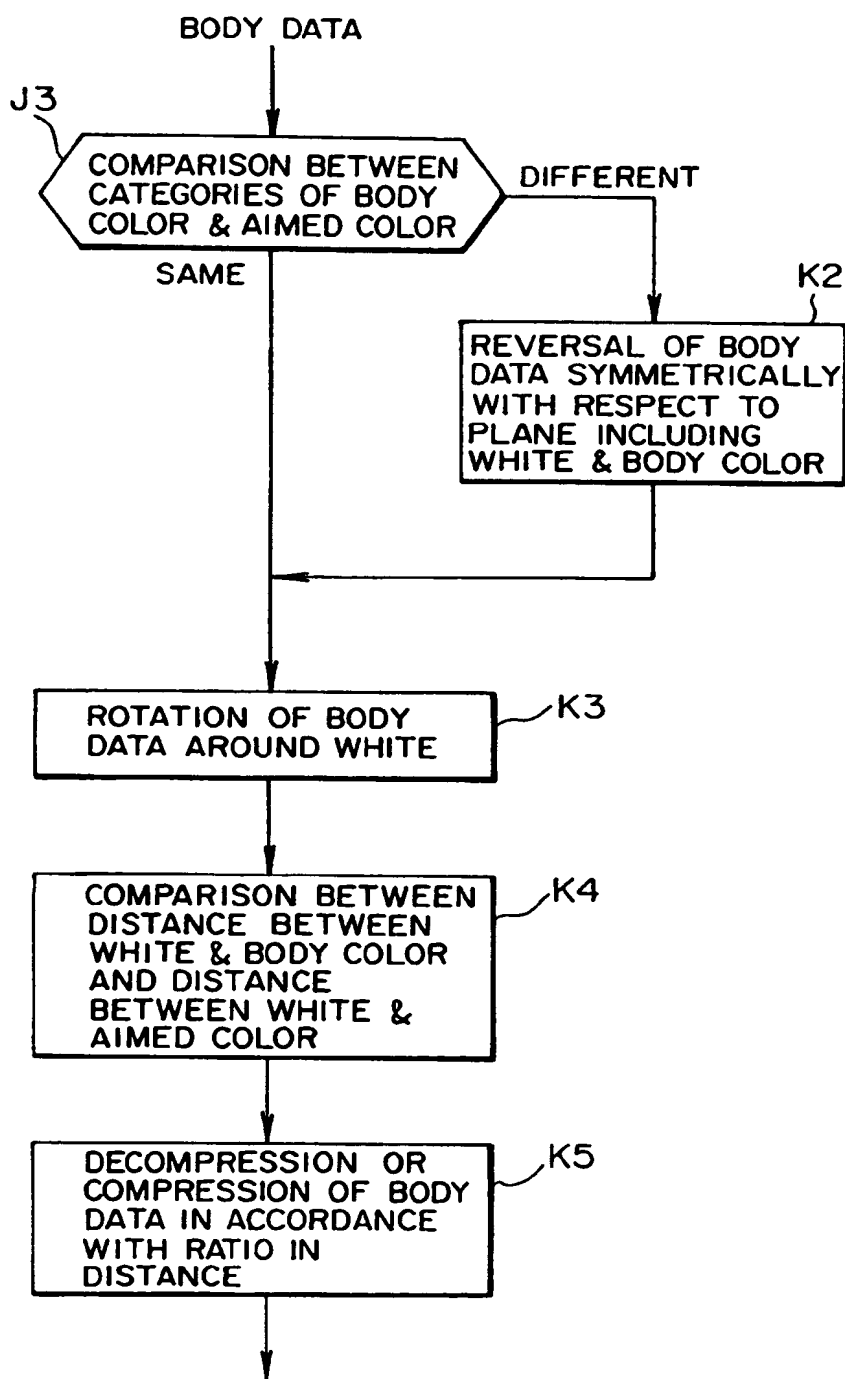 BODY DATA
J3
COMPARISON BETWEEN
CATEGORIES OF BODY
COLOR & AIMED COLOR
DIFFERENT
SAME
K2
REVERSAL OF BODY
DATA SYMMETRICALLY
WITH RESPECT TO
PLANE INCLUDING
WHITE & BODY COLOR
ROTATION OF BODY
DATA AROUND WHITE
K3
COMPARISON BETWEEN
DISTANCE BETWEEN
WHITE & BODY COLOR
AND DISTANCE
BETWEEN WHITE &
AIMED COLOR
K4
DECOMPRESSION OR
COMPRESSION OF BODY
DATA IN ACCORDANCE
WITH RATIO IN
DISTANCE
K5